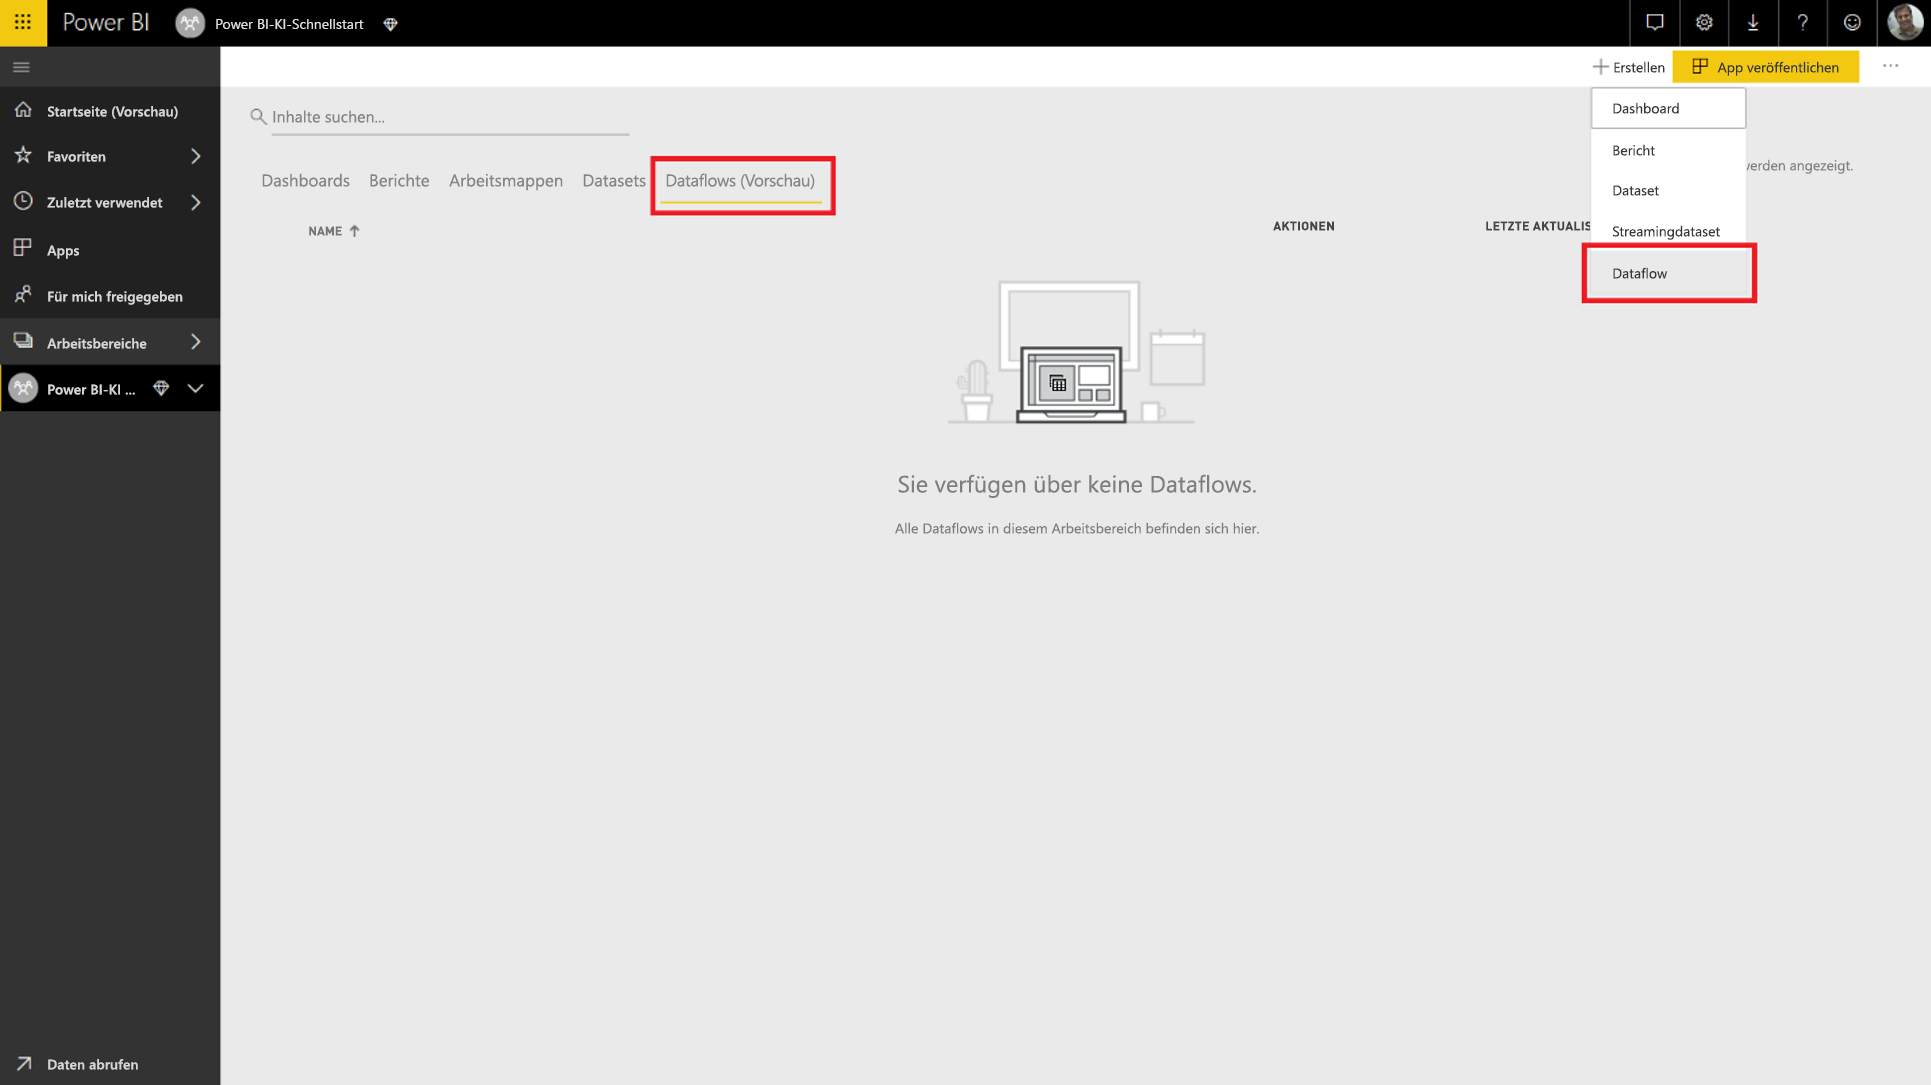 Power BI Power BI-KI-Schnellstart ?
Erstellen App veröffentlichen ...
Startseite (Vorschau)
Favoriten
Zuletzt verwendet
Apps
Für mich freigegeben
Arbeitsbereiche
Power BI-KI ...
Daten abrufen
Inhalte suchen...
Dashboards Berichte Arbeitsmappen Datasets Dataflows (Vorschau)
NAME AKTIONEN LETZTE AKTUALIS
Dashboard
Bericht
Dataset
Streamingdataset
Dataflow
werden angezeigt.
Sie verfügen über keine Dataflows.
Alle Dataflows in diesem Arbeitsbereich befinden sich hier.